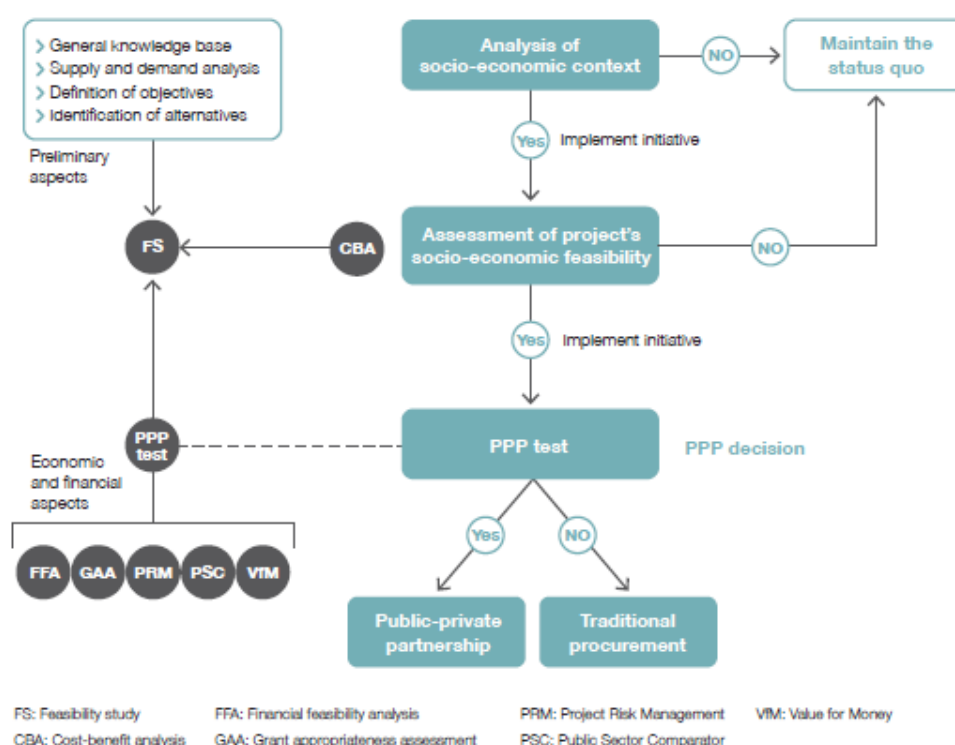 > General knowledge base
> Supply and demand analysis
> Definition of objectives
> Identification of alternatives
Preliminary
aspects
FS
CBA
PPP
test
Economic
and financial
aspects
FFA
GAA
PRM
PSC
VfM
Analysis of
socio-economic context
NO
Maintain the
status quo
Yes
Implement initiative
Assessment of project's
socio-economic feasibility
NO
Yes
Implement initiative
PPP test
PPP decision
Yes
NO
Public-private
partnership
Traditional
procurement
FS: Feasibility study
FFA: Financial feasibility analysis
PRM: Project Risk Management
VfM: Value for Money
CBA: Cost-benefit analysis
GAA: Grant appropriateness assessment
PSC: Public Sector Comparator